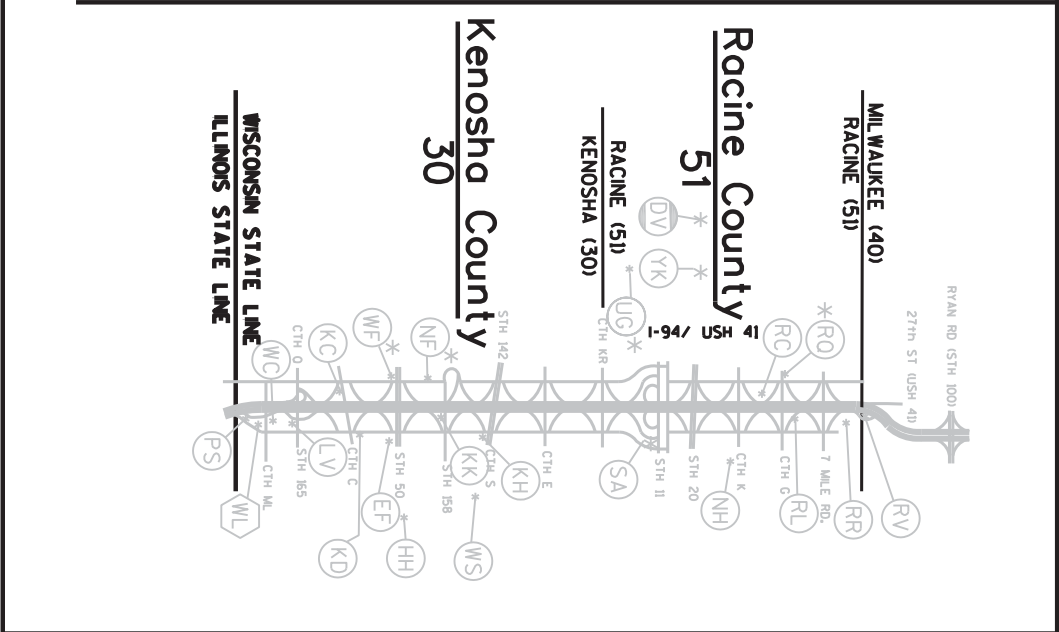 MILWAUKEE (40)
RACINE (51)
Racine County
51
RACINE (51)
KENOSHA (30)
Kenosha County
30
WISCONSIN STATE LINE
ILLINOIS STATE LINE
I-94/ USH 41
RYAN RD (STH 100)
27th ST (USH 41)
DV
YK
UG
RC
RQ
NF
WF
KC
WC
STH 142
CTH KR
CTH Q
PS
WL
LV
KD
EF
HH
KK
WS
KH
SA
NH
RL
RR
RV
CTH ML
STH 165
CTH C
STH 50
STH 158
CTH S
CTH E
STH 11
STH 20
CTH K
CTH G
7 MILE RD.